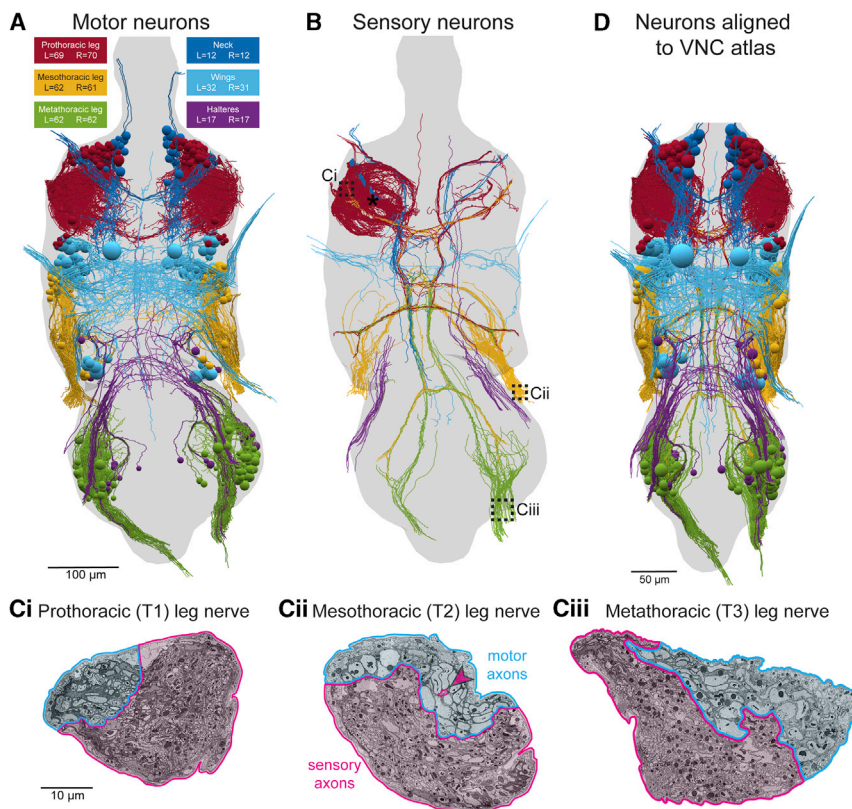 A Motor neurons
Prothoracic leg
L=69 R=70
Mesothoracic leg
L=62 R=61
Metathoracic leg
L=62 R=62
Neck
L=12 R=12
Wings
L=32 R=31
Halteres
L=17 R=17
100 µm
B Sensory neurons
Ci
*
Cii
Ciii
D Neurons aligned
to VNC atlas
50 µm
Ci Prothoracic (T1) leg nerve
10 µm
Cii Mesothoracic (T2) leg nerve
motor
axons
sensory
axons
Ciii Metathoracic (T3) leg nerve